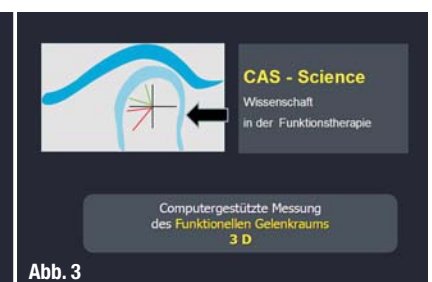 CAS - Science
Wissenschaft
in der Funktionstherapie
Computergestützte Messung
des Funktionellen Gelenkraums
3 D
Abb. 3